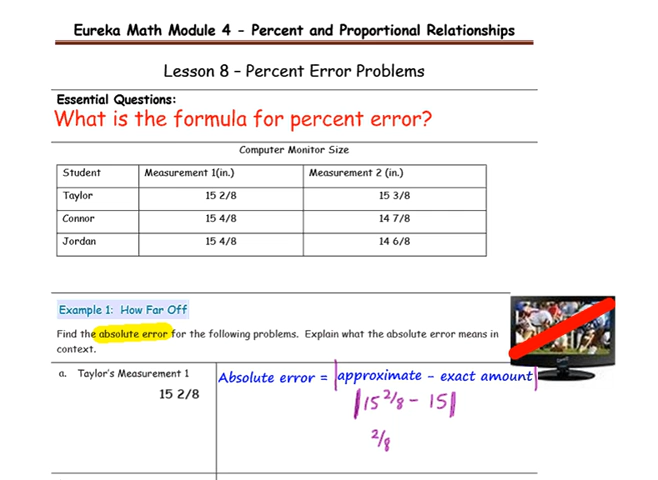 Eureka Math Module 4 - Percent and Proportional Relationships
Lesson 8 – Percent Error Problems
Essential Questions:
What is the formula for percent error?
Computer Monitor Size
Student Measurement 1(in.) Measurement 2 (in.)
Taylor 15 2/8 15 3/8
Connor 15 4/8 14 7/8
Jordan 15 4/8 14 6/8
Example 1: How Far Off
Find the absolute error for the following problems. Explain what the absolute error means in
context.
a. Taylor's Measurement 1
15 2/8
Absolute error = |approximate - exact amount|
|15 2/8 - 15|
2/8